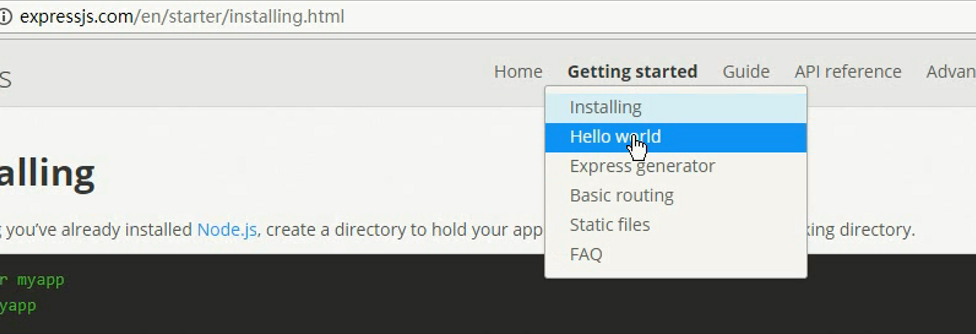 expressjs.com/en/starter/installing.html
JS
Home Getting started Guide API reference Advan
Installing
Hello world
Express generator
Basic routing
Static files
FAQ
alling
you’ve already installed Node.js, create a directory to hold your app king directory.
r myapp
yapp